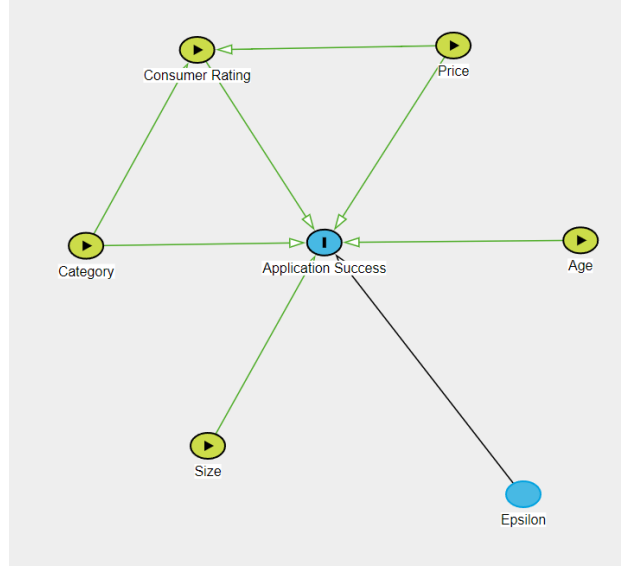 Consumer Rating
Price
Category
Application Success
Age
Size
Epsilon